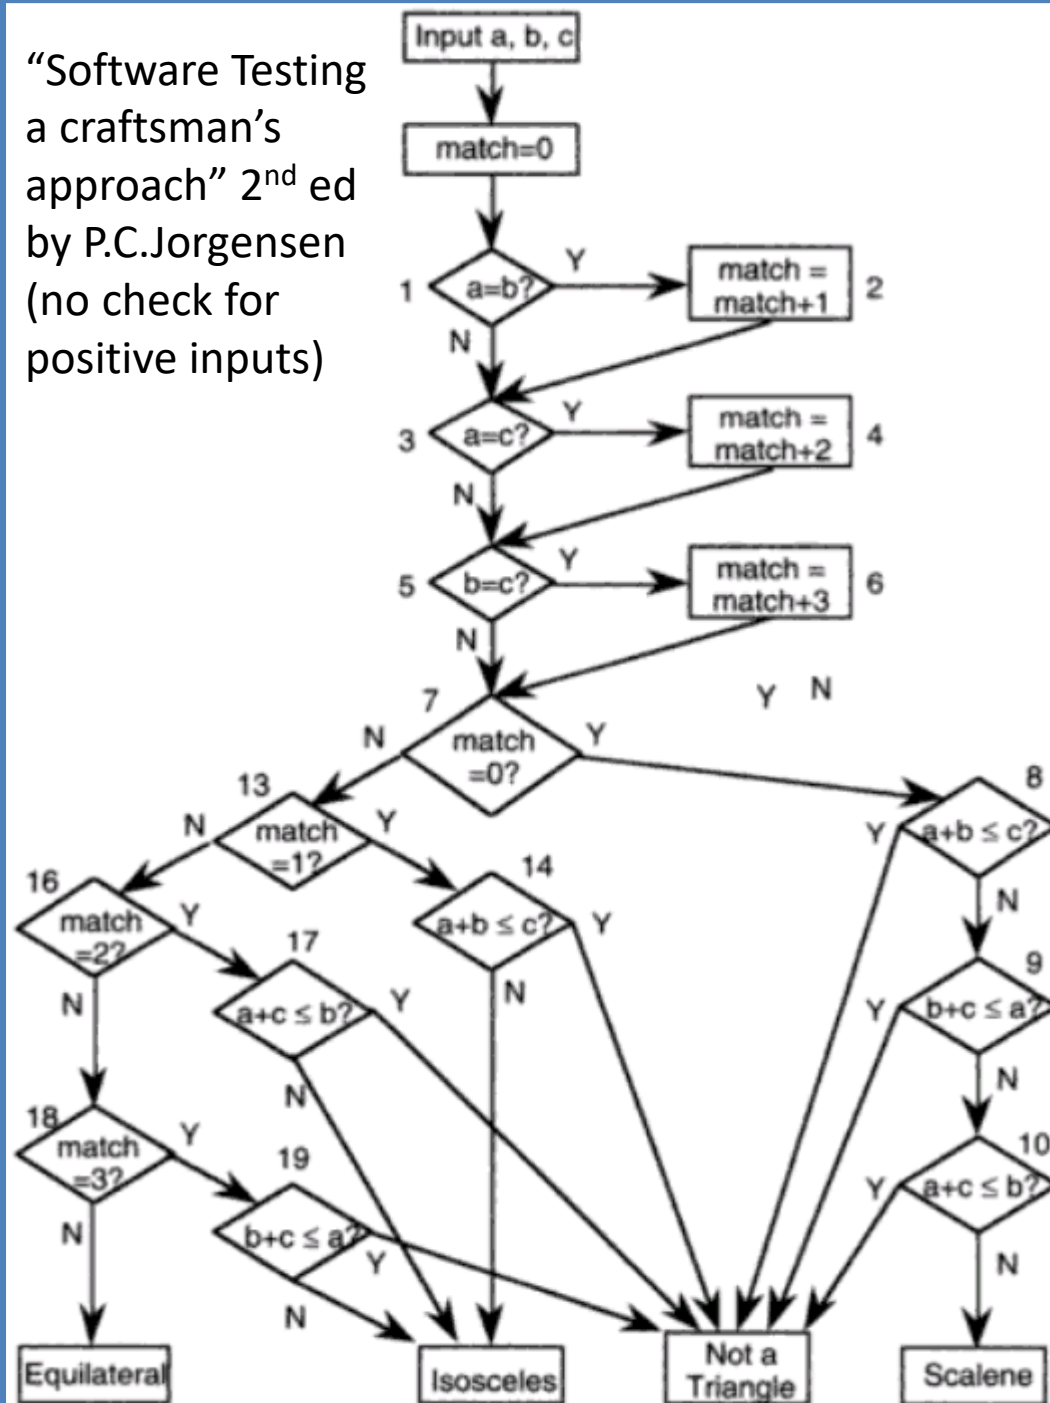 “Software Testing
a craftsman’s
approach” 2nd ed
by P.C.Jorgensen
(no check for
positive inputs)
Input a, b, c
match=0
1
a=b?
Y
N
match =
match+1
2
3
a=c?
Y
N
match =
match+2
4
5
b=c?
Y
N
match =
match+3
6
Y N
7
match
=0?
N
Y
13
match
=1?
N
Y
8
a+b ≤ c?
Y
N
16
match
=2?
Y
N
14
a+b ≤ c?
Y
N
17
a+c ≤ b?
Y
N
9
b+c ≤ a?
Y
N
18
match
=3?
Y
N
19
b+c ≤ a?
Y
N
10
a+c ≤ b?
Y
N
Equilateral
Isosceles
Not a
Triangle
Scalene